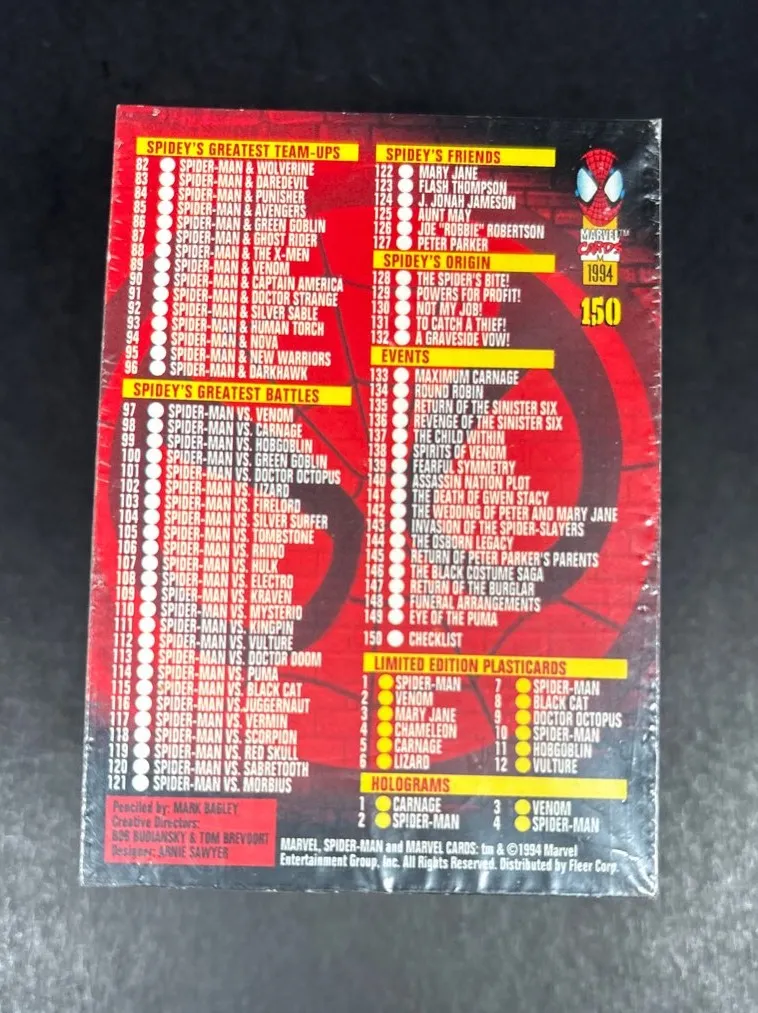 SPIDEY'S GREATEST TEAM-UPS
82 SPIDER-MAN & WOLVERINE
83 SPIDER-MAN & DAREDEVIL
84 SPIDER-MAN & PUNISHER
85 SPIDER-MAN & AVENGERS
86 SPIDER-MAN & GREEN GOBLIN
87 SPIDER-MAN & GHOST RIDER
88 SPIDER-MAN & THE X-MEN
89 SPIDER-MAN & VENOM
90 SPIDER-MAN & CAPTAIN AMERICA
91 SPIDER-MAN & DOCTOR STRANGE
92 SPIDER-MAN & SILVER SABLE
93 SPIDER-MAN & HUMAN TORCH
94 SPIDER-MAN & NOVA
95 SPIDER-MAN & NEW WARRIORS
96 SPIDER-MAN & DARKHAWK
SPIDEY'S GREATEST BATTLES
97 SPIDER-MAN VS. VENOM
98 SPIDER-MAN VS. CARNAGE
99 SPIDER-MAN VS. HOBGOBLIN
100 SPIDER-MAN VS. GREEN GOBLIN
101 SPIDER-MAN VS. DOCTOR OCTOPUS
102 SPIDER-MAN VS. LIZARD
103 SPIDER-MAN VS. FIRELORD
104 SPIDER-MAN VS. SILVER SURFER
105 SPIDER-MAN VS. TOMBSTONE
106 SPIDER-MAN VS. RHINO
107 SPIDER-MAN VS. HULK
108 SPIDER-MAN VS. ELECTRO
109 SPIDER-MAN VS. KRAVEN
110 SPIDER-MAN VS. MYSTERIO
111 SPIDER-MAN VS. KINGPIN
112 SPIDER-MAN VS. VULTURE
113 SPIDER-MAN VS. DOCTOR DOOM
114 SPIDER-MAN VS. PUMA
115 SPIDER-MAN VS. BLACK CAT
116 SPIDER-MAN VS. JUGGERNAUT
117 SPIDER-MAN VS. VERMIN
118 SPIDER-MAN VS. SCORPION
119 SPIDER-MAN VS. RED SKULL
120 SPIDER-MAN VS. SABRETOOTH
121 SPIDER-MAN VS. MORBIUS
Penciled by: MARK BAGLEY
Creative Directors:
BOB BUDIANSKY & TOM BREVOORT
Designer: ARNIE SAWYER
SPIDEY'S FRIENDS
122 MARY JANE
123 FLASH THOMPSON
124 J. JONAH JAMESON
125 AUNT MAY
126 JOE "ROBBIE" ROBERTSON
127 PETER PARKER
SPIDEY'S ORIGIN
128 THE SPIDER'S BITE!
129 POWERS FOR PROFIT!
130 NOT MY JOB!
131 TO CATCH A THIEF!
132 A GRAVESIDE VOW!
EVENTS
133 MAXIMUM CARNAGE
134 ROUND ROBIN
135 RETURN OF THE SINISTER SIX
136 REVENGE OF THE SINISTER SIX
137 THE CHILD WITHIN
138 SPIRITS OF VENOM
139 FEARFUL SYMMETRY
140 ASSASSIN NATION PLOT
141 THE DEATH OF GWEN STACY
142 THE WEDDING OF PETER AND MARY JANE
143 INVASION OF THE SPIDER-SLAYERS
144 THE OSBORN LEGACY
145 RETURN OF PETER PARKER'S PARENTS
146 THE BLACK COSTUME SAGA
147 RETURN OF THE BURGLAR
148 FUNERAL ARRANGEMENTS
149 EYE OF THE PUMA
150 CHECKLIST
LIMITED EDITION PLASTICARDS
1 SPIDER-MAN
2 VENOM
3 MARY JANE
4 CHAMELEON
5 CARNAGE
6 LIZARD
7 SPIDER-MAN
8 BLACK CAT
9 DOCTOR OCTOPUS
10 SPIDER-MAN
11 HOBGOBLIN
12 VULTURE
HOLOGRAMS
1 CARNAGE
2 SPIDER-MAN
3 VENOM
4 SPIDER-MAN
MARVEL, SPIDER-MAN and MARVEL CARDS: tm & ©1994 Marvel
Entertainment Group, Inc. All Rights Reserved. Distributed by Fleer Corp.
MARVEL™
CARDS
1994
150